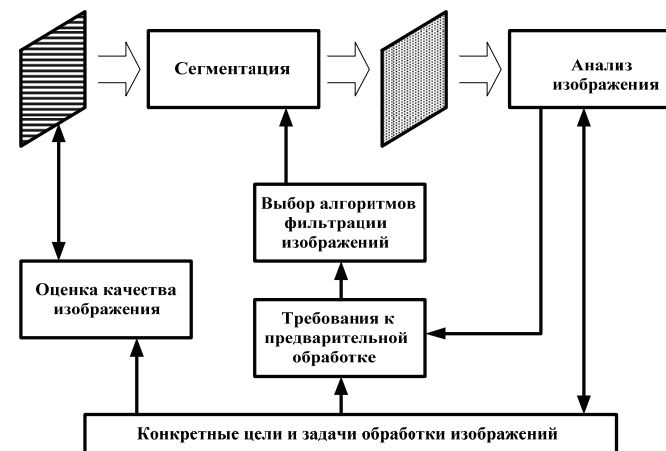 Сегментация
Анализ
изображения
Выбор алгоритмов
фильтрации
изображений
Оценка качества
изображения
Требования к
предварительной
обработке
Конкретные цели и задачи обработки изображений